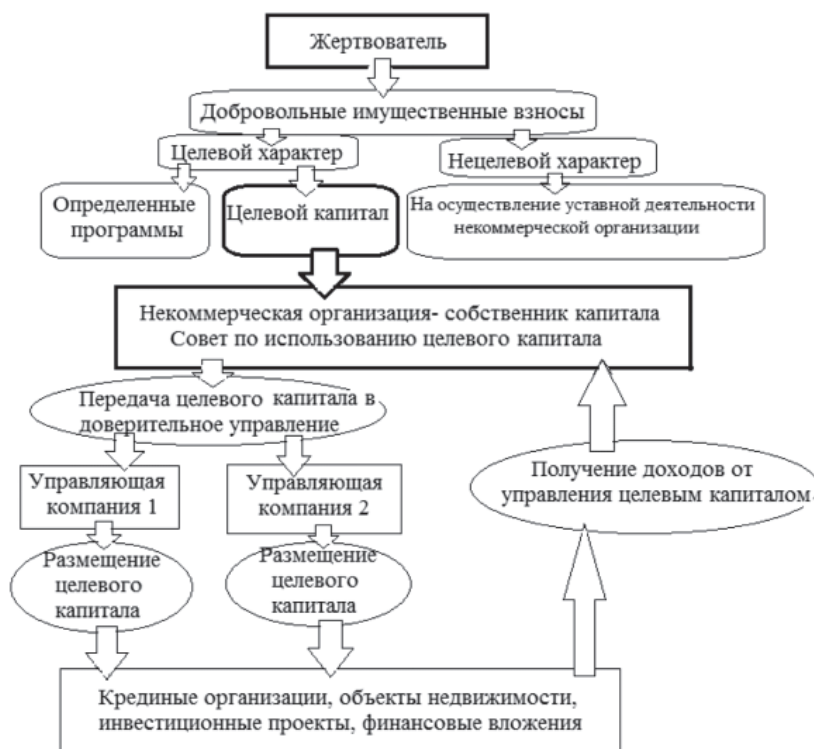 Жертвователь
Добровольные имущественные взносы
Целевой характер
Нецелевой характер
Определенные
программы
Целевой капитал
На осуществление уставной деятельности
некоммерческой организации
Некоммерческая организация- собственник капитала
Совет по использованию целевого капитала
Передача целевого капитала в
доверительное управление
Управляющая
компания 1
Управляющая
компания 2
Получение доходов от
управления целевым капиталом
Размещение
целевого
капитала
Размещение
целевого
капитала
Крединые организации, объекты недвижимости,
инвестиционные проекты, финансовые вложения